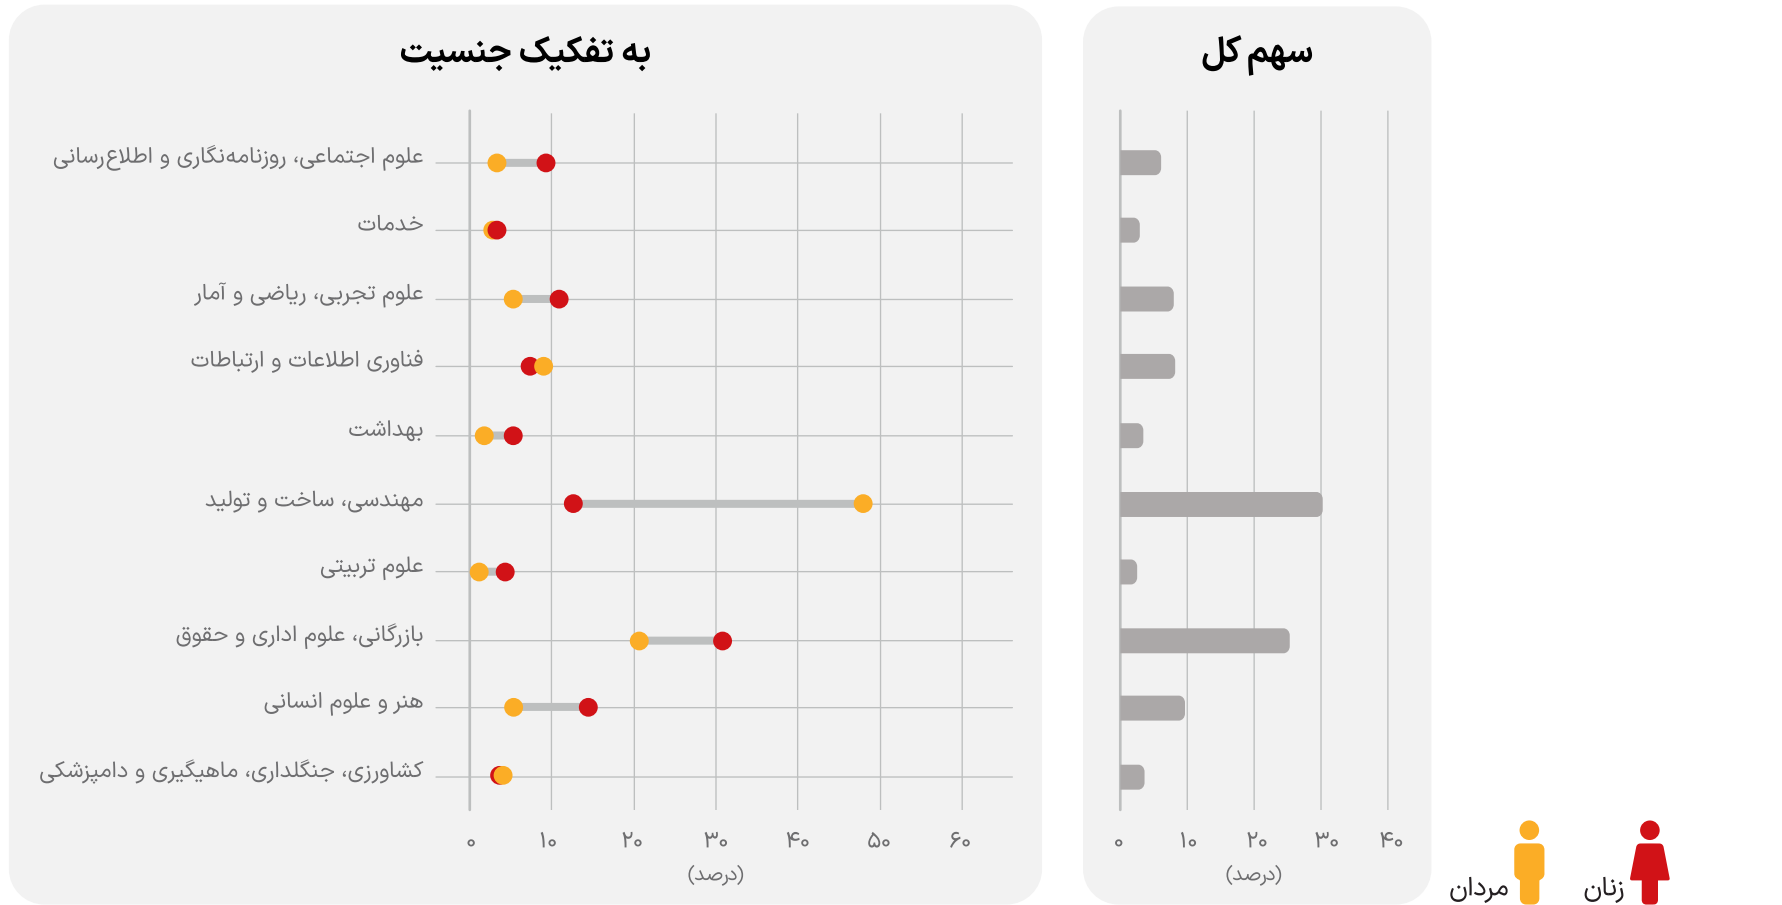 سهم کل
به تفکیک جنسیت
علوم اجتماعی، روزنامه‌نگاری و اطلاع‌رسانی
خدمات
علوم تجربی، ریاضی و آمار
فناوری اطلاعات و ارتباطات
بهداشت
مهندسی، ساخت و تولید
علوم تربیتی
بازرگانی، علوم اداری و حقوق
هنر و علوم انسانی
کشاورزی، جنگلداری، ماهیگیری و دامپزشکی
۰ ۱۰ ۲۰ ۳۰ ۴۰ ۵۰ ۶۰
(درصد)
۰ ۱۰ ۲۰ ۳۰ ۴۰
(درصد)
زنان
مردان